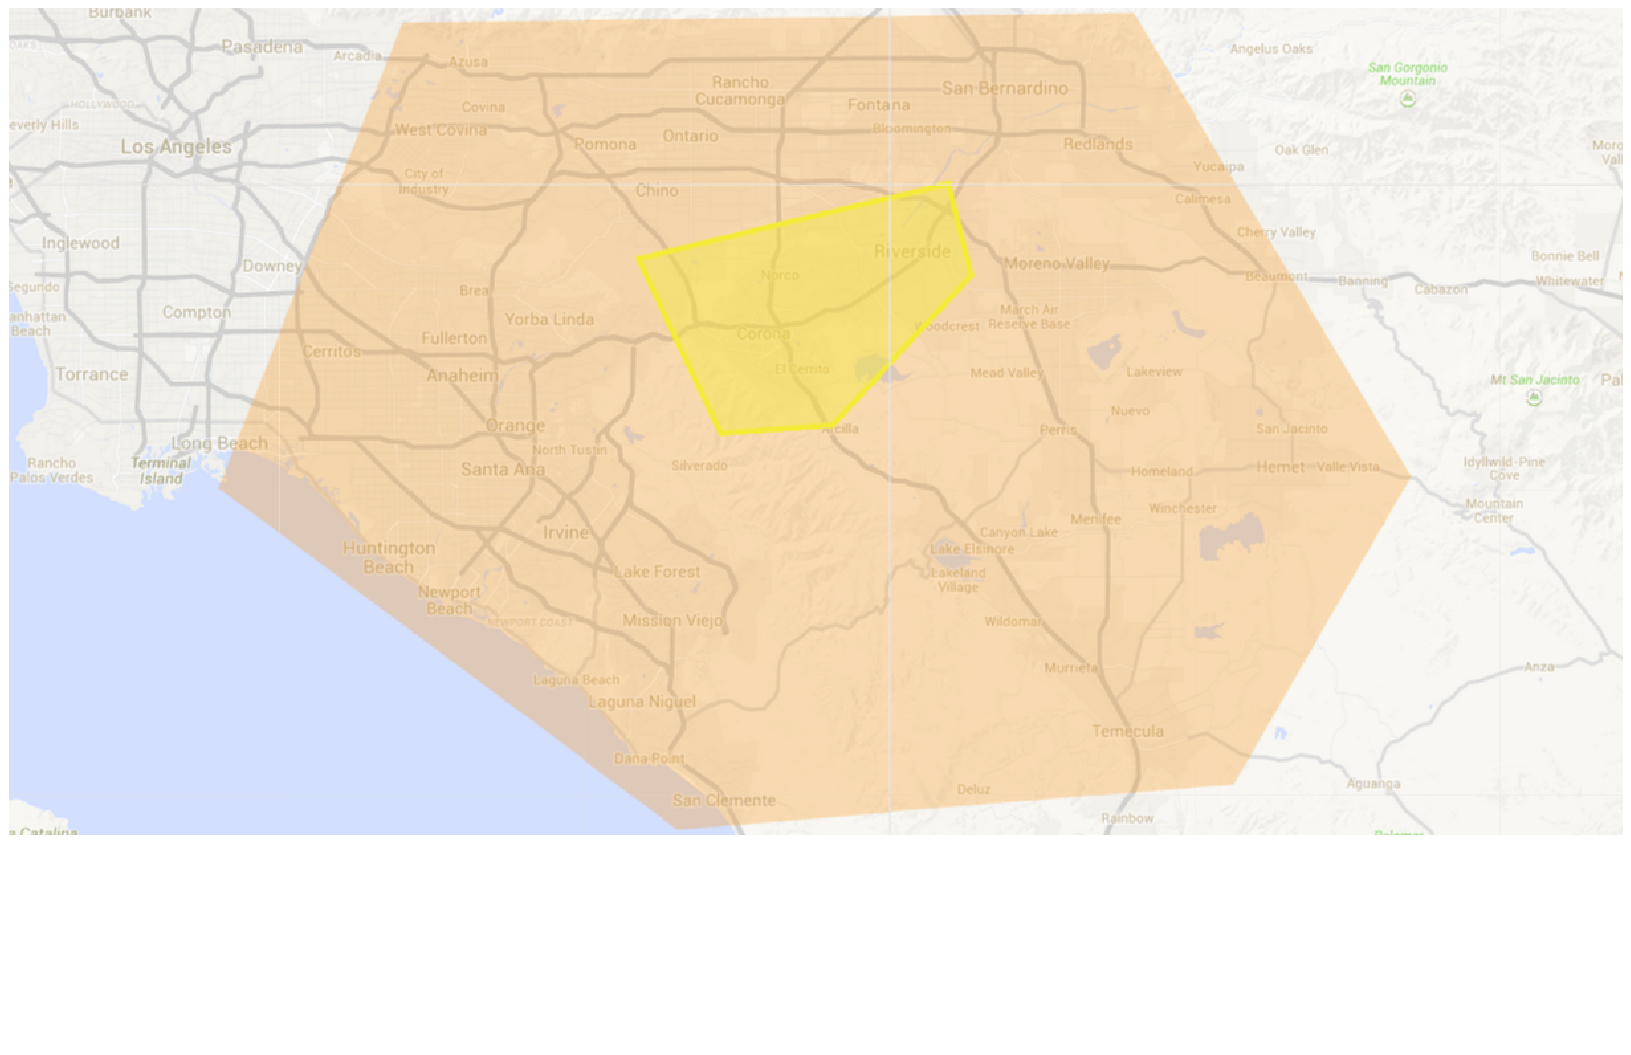 Burbank
OAKS
Pasadena
Arcadia
Azusa
Angelus Oaks
San Gorgonio
Mountain
Rancho
Cucamonga
San Bernardino
Fontana
HOLLYWOOD
Covina
everly Hills
West Covina
Ontario
Bloomington
Los Angeles
Pomona
Redlands
Oak Glen
Moro
Vall
City of
Industry
Chino
Yucaipa
Calimesa
Inglewood
Downey
Riverside
Cherry Valley
Moreno Valley
Bonnie Bell
Norco
Beaumont
Banning
Cabazon
Whitewater
Segundo
Brea
anhattan
Beach
Compton
Yorba Linda
March Air
Reserve Base
Woodcrest
Fullerton
Corona
Cerritos
Torrance
Anaheim
El Cerrito
Mead Valley
Lakeview
Mt San Jacinto
Pal
Nuevo
Orange
Arcilla
Perris
San Jacinto
Long Beach
North Tustin
Rancho
Palos Verdes
Terminal
Island
Santa Ana
Silverado
Homeland
Hemet
Valle Vista
Idyllwild-Pine
Cove
Winchester
Mountain
Center
Irvine
Menifee
Canyon Lake
Huntington
Beach
Lake Elsinore
Lake Forest
Lakeland
Village
Newport
Beach
NEWPORT COAST
Mission Viejo
Wildomar
Murrieta
Anza
Laguna Beach
Laguna Niguel
Temecula
Dana Point
San Clemente
Deluz
Aguanga
Rainbow
a Catalina
Palomar